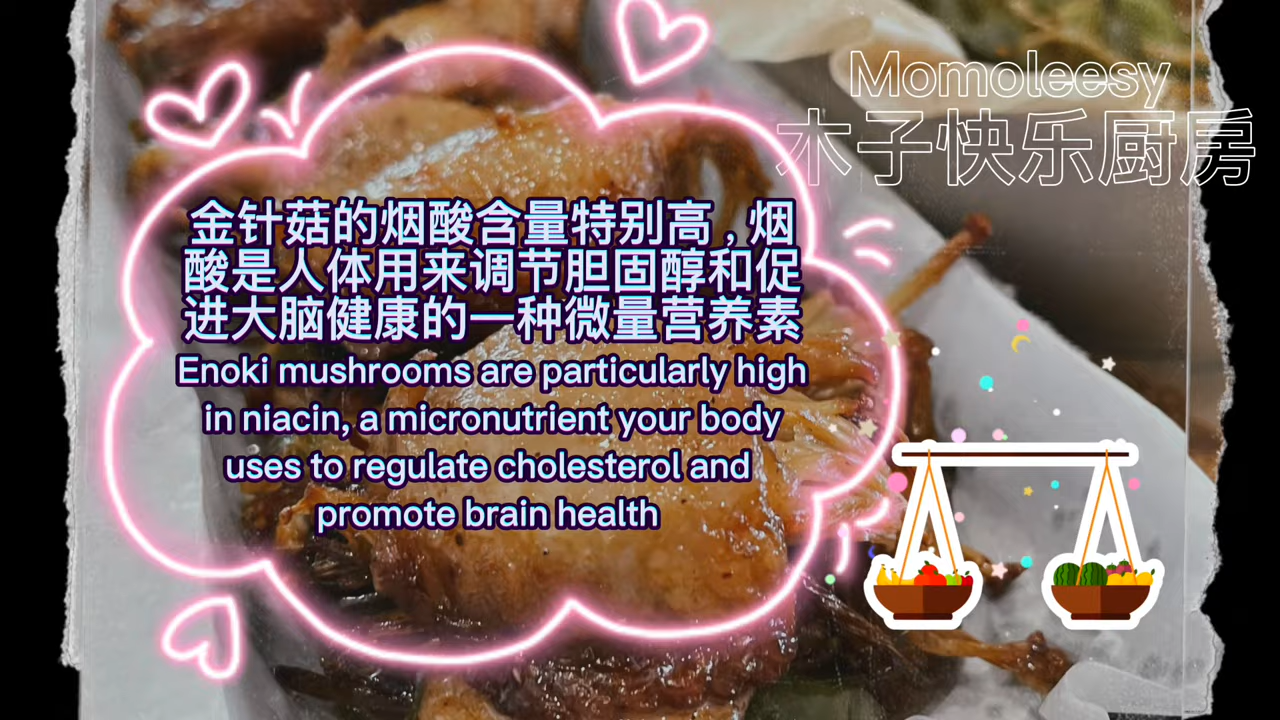 Momoleesy
木子快乐厨房
金针菇的烟酸含量特别高，烟
酸是人体用来调节胆固醇和促
进大脑健康的一种微量营养素
Enoki mushrooms are particularly high
in niacin, a micronutrient your body
uses to regulate cholesterol and
promote brain health